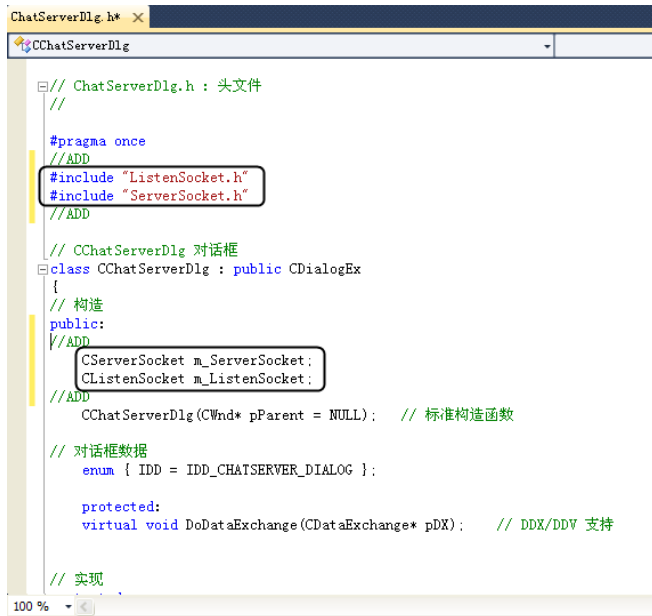 ChatServerDlg.h*
CChatServerDlg
// ChatServerDlg.h : 头文件
//
#pragma once
//ADD
#include "ListenSocket.h"
#include "ServerSocket.h"
//ADD
// CChatServerDlg 对话框
class CChatServerDlg : public CDialogEx
{
// 构造
public:
//ADD
CServerSocket m_ServerSocket;
CListenSocket m_ListenSocket;
//ADD
CChatServerDlg(CWnd* pParent = NULL); // 标准构造函数
// 对话框数据
enum { IDD = IDD_CHATSERVER_DIALOG };
protected:
virtual void DoDataExchange(CDataExchange* pDX); // DDX/DDV 支持
// 实现
100 %